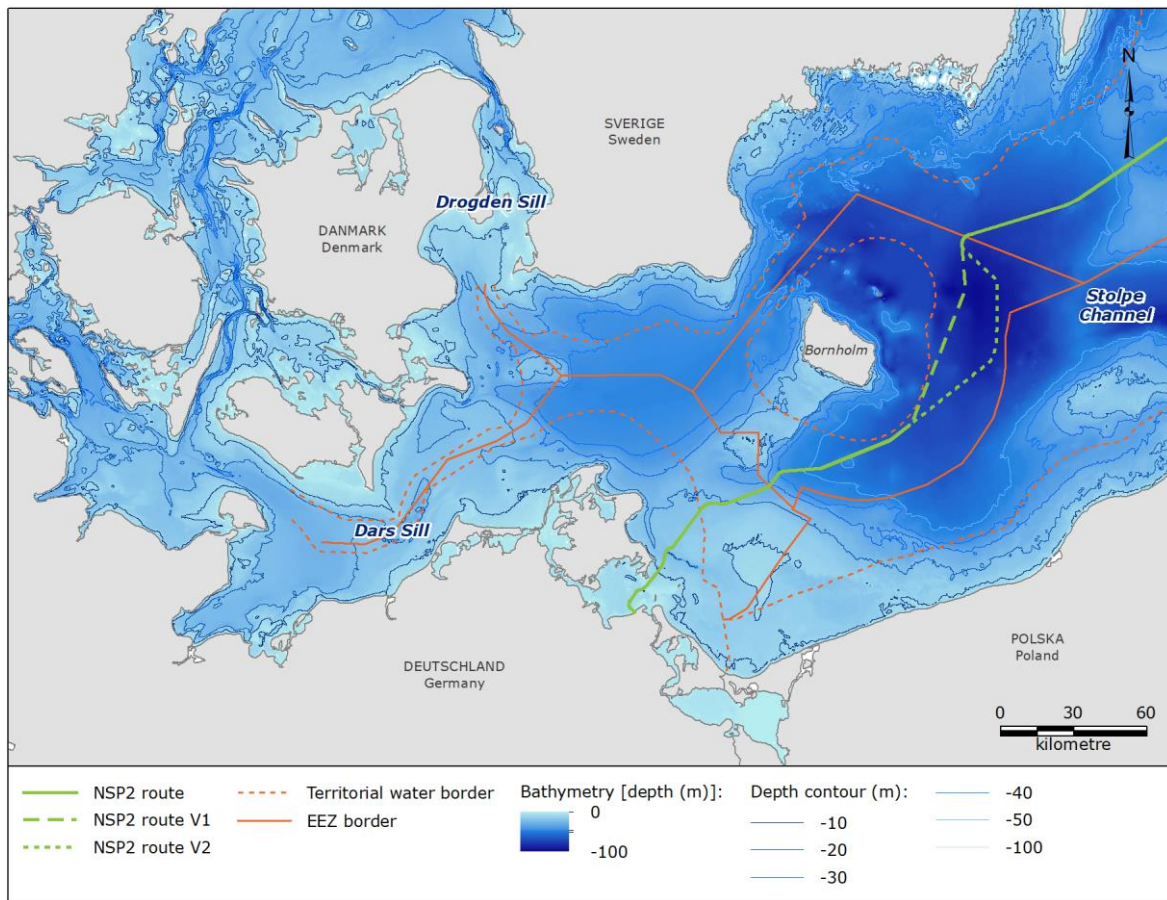 N
SVERIGE
Sweden
Drogden Sill
DANMARK
Denmark
Stolpe
Channel
Bornholm
Dars Sill
POLSKA
Poland
DEUTSCHLAND
Germany
0 30 60
kilometre
NSP2 route
NSP2 route V1
NSP2 route V2
Territorial water border
EEZ border
Bathymetry [depth (m)]:
0
-100
Depth contour (m):
-10
-20
-30
-40
-50
-100